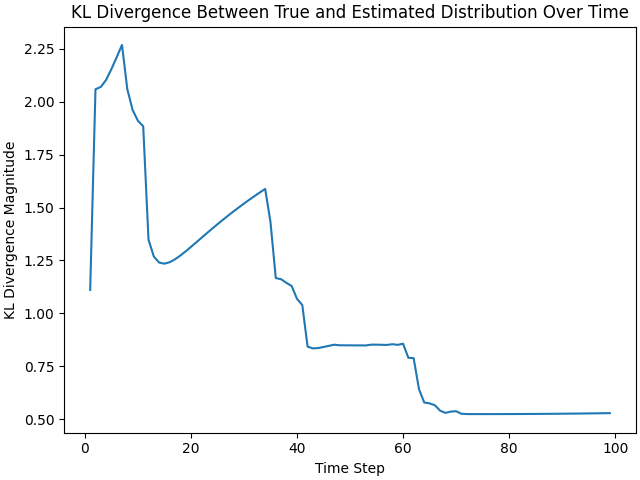 KL Divergence Between True and Estimated Distribution Over Time
KL Divergence Magnitude
2.25
2.00
1.75
1.50
1.25
1.00
0.75
0.50
0 20 40 60 80 100
Time Step